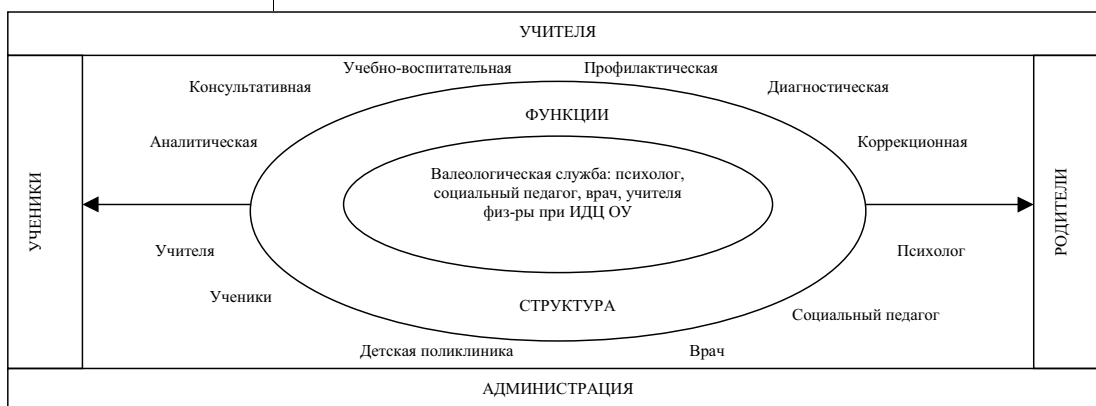 УЧИТЕЛЯ
Учебно-воспитательная
Профилактическая
Консультативная
Диагностическая
ФУНКЦИИ
Аналитическая
Коррекционная
Валеологическая служба: психолог,
социальный педагог, врач, учителя
физ-ры при ИДЦ ОУ
УЧЕНИКИ
РОДИТЕЛИ
Учителя
Психолог
Ученики
СТРУКТУРА
Социальный педагог
Детская поликлиника
Врач
АДМИНИСТРАЦИЯ